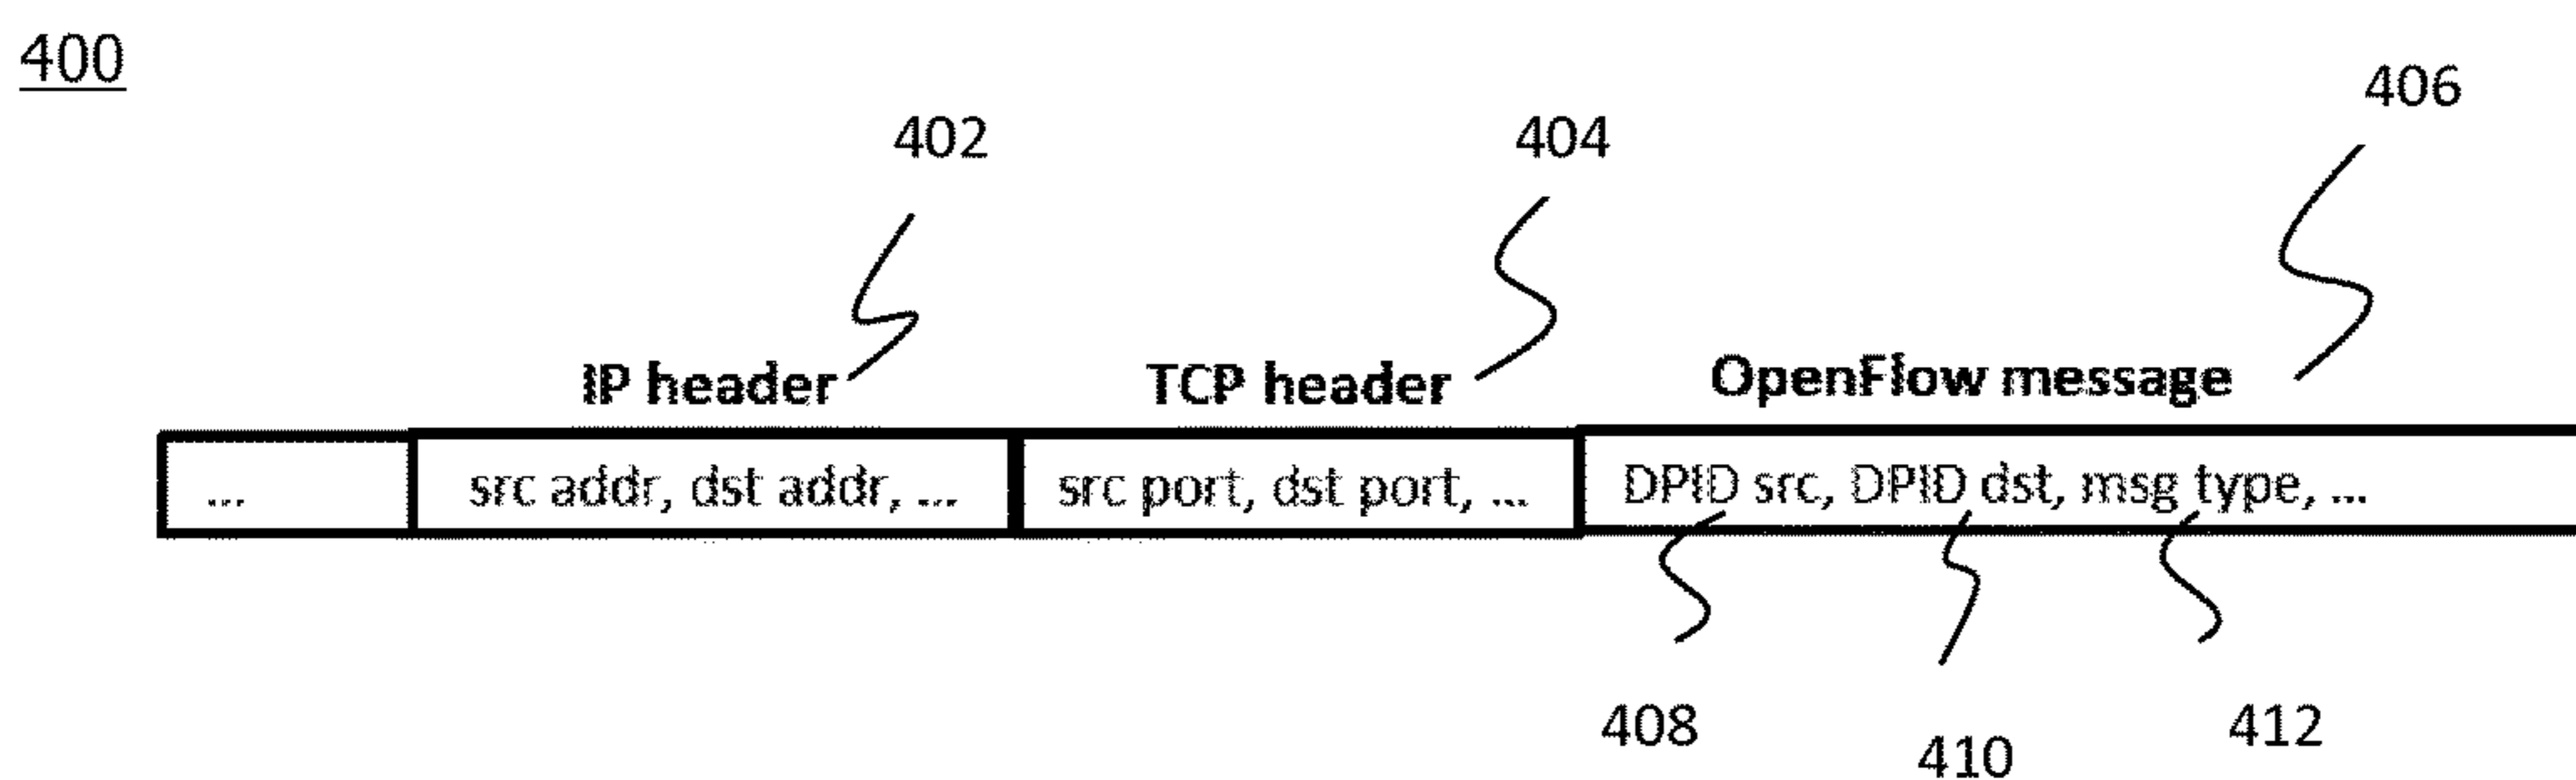 400
406
402
404
IP header
TCP header
OpenFlow message
...
src addr, dst addr, ...
src port, dst port, ...
DPID src, DPID dst, msg type, ...
408
410
412